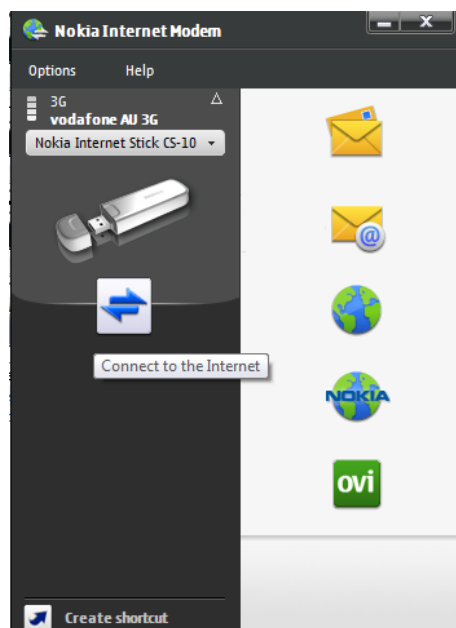 Nokia Internet Modem
Options Help
3G
vodafone AU 3G
Nokia Internet Stick CS-10
Connect to the Internet
@
NOKIA
ovi
Create shortcut